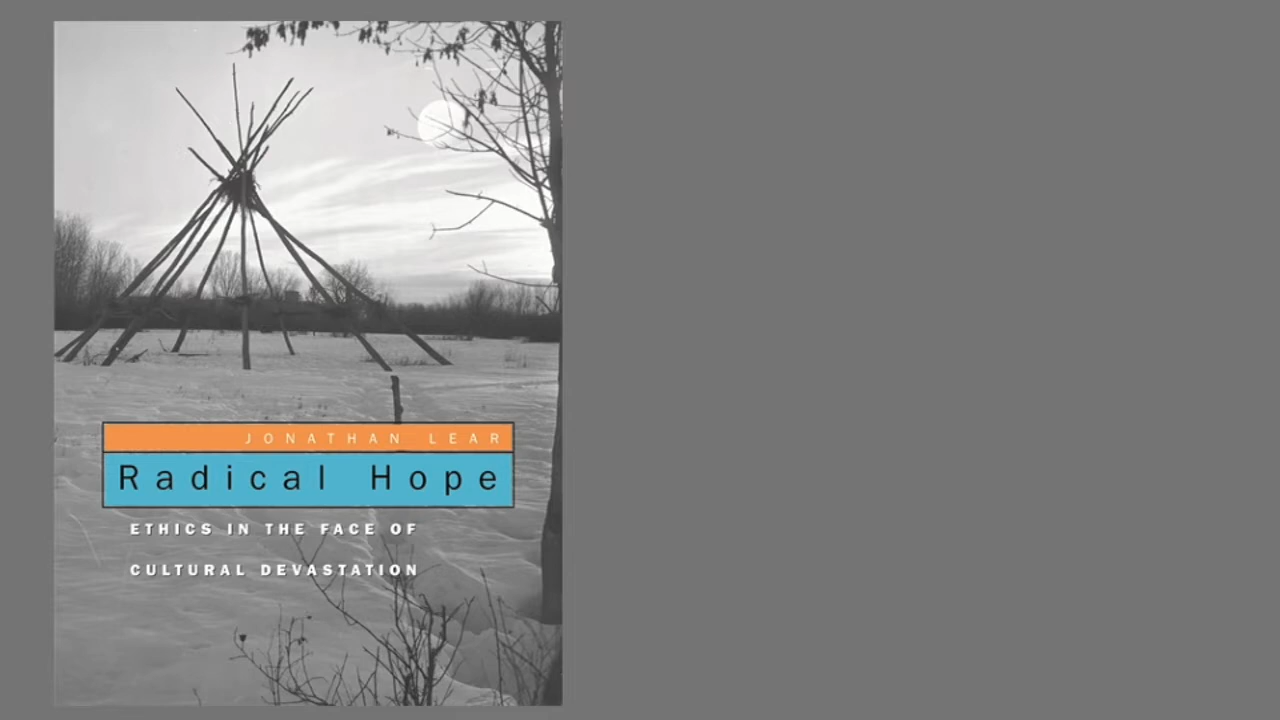 JONATHAN LEAR
Radical Hope
ETHICS IN THE FACE OF
CULTURAL DEVASTATION